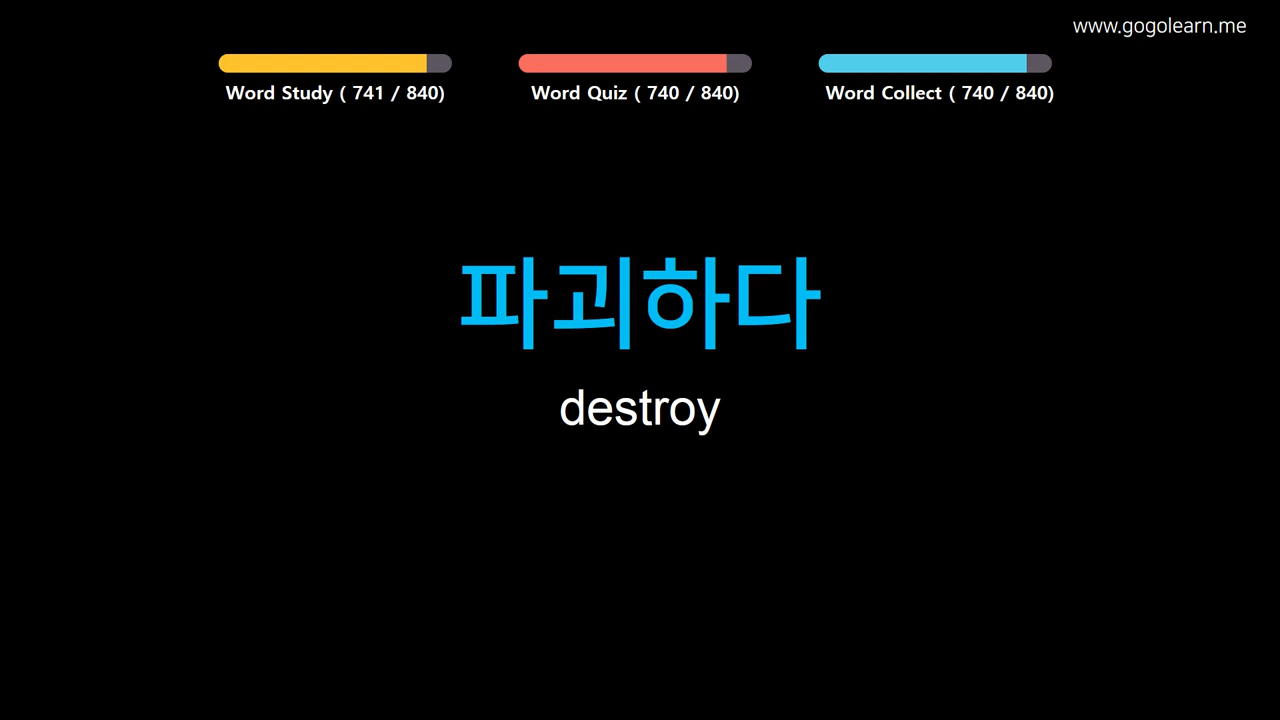 www.gogolearn.me
Word Study ( 741 / 840)
Word Quiz ( 740 / 840)
Word Collect ( 740 / 840)
파괴하다
destroy